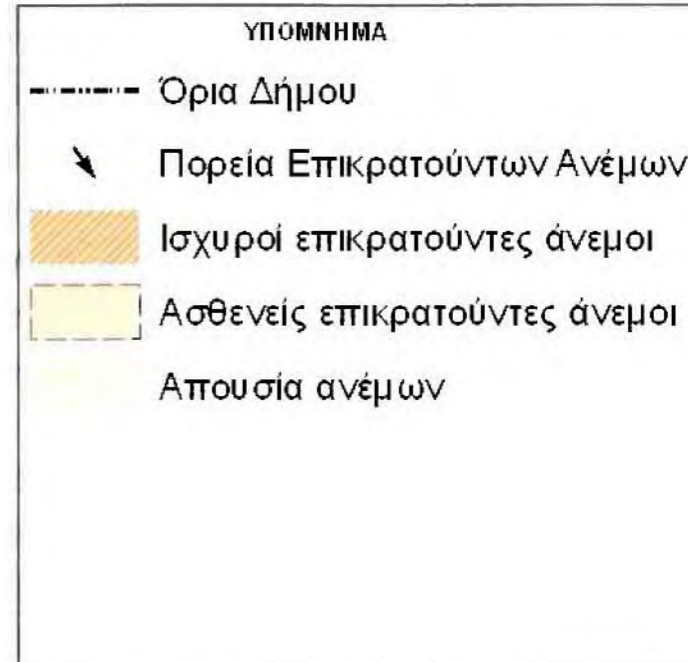 ΥΠΟΜΝΗΜΑ
Όρια Δήμου
Πορεία Επικρατούντων Ανέμων
Ισχυροί επικρατούντες άνεμοι
Ασθενείς επικρατούντες άνεμοι
Απουσία ανέμων